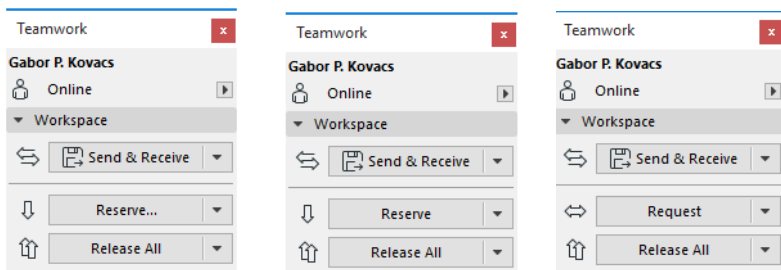 Teamwork
x
Gabor P. Kovacs
Online
Workspace
Send & Receive
Reserve...
Release All
Teamwork
x
Gabor P. Kovacs
Online
Workspace
Send & Receive
Reserve
Release All
Teamwork
x
Gabor P. Kovacs
Online
Workspace
Send & Receive
Request
Release All